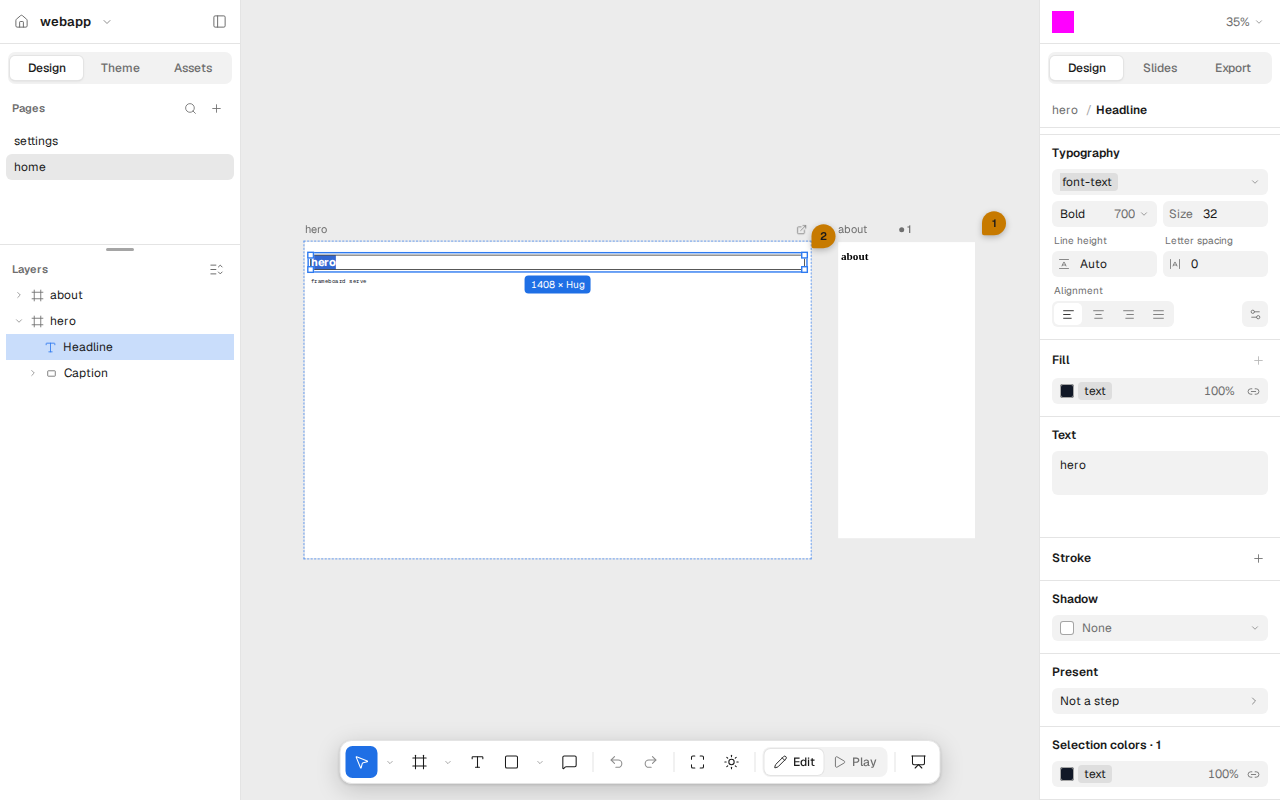 webapp
35%
Design
Theme
Assets
Design
Slides
Export
Pages
hero / Headline
settings
home
Typography
font-text
Bold 700
Size 32
hero
2
about
1
1
Line height
Letter spacing
Auto
0
hero
about
frameboard serve
1408 × Hug
Layers
about
hero
Headline
Caption
Alignment
Fill
text 100%
Text
hero
Stroke
Shadow
None
Present
Not a step
Selection colors · 1
text 100%
Edit
Play